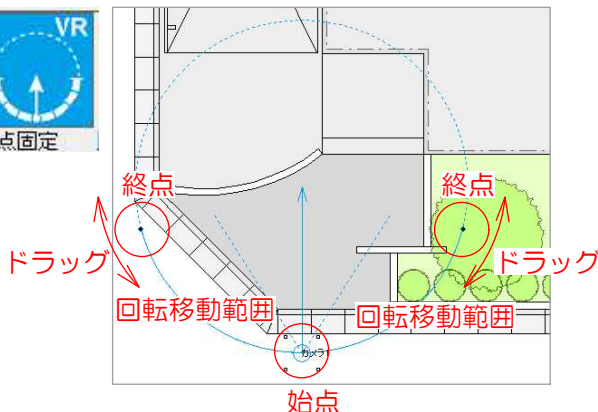 VR
点固定
終点
終点
ドラッグ
ドラッグ
回転移動範囲
回転移動範囲
カメラ1
始点